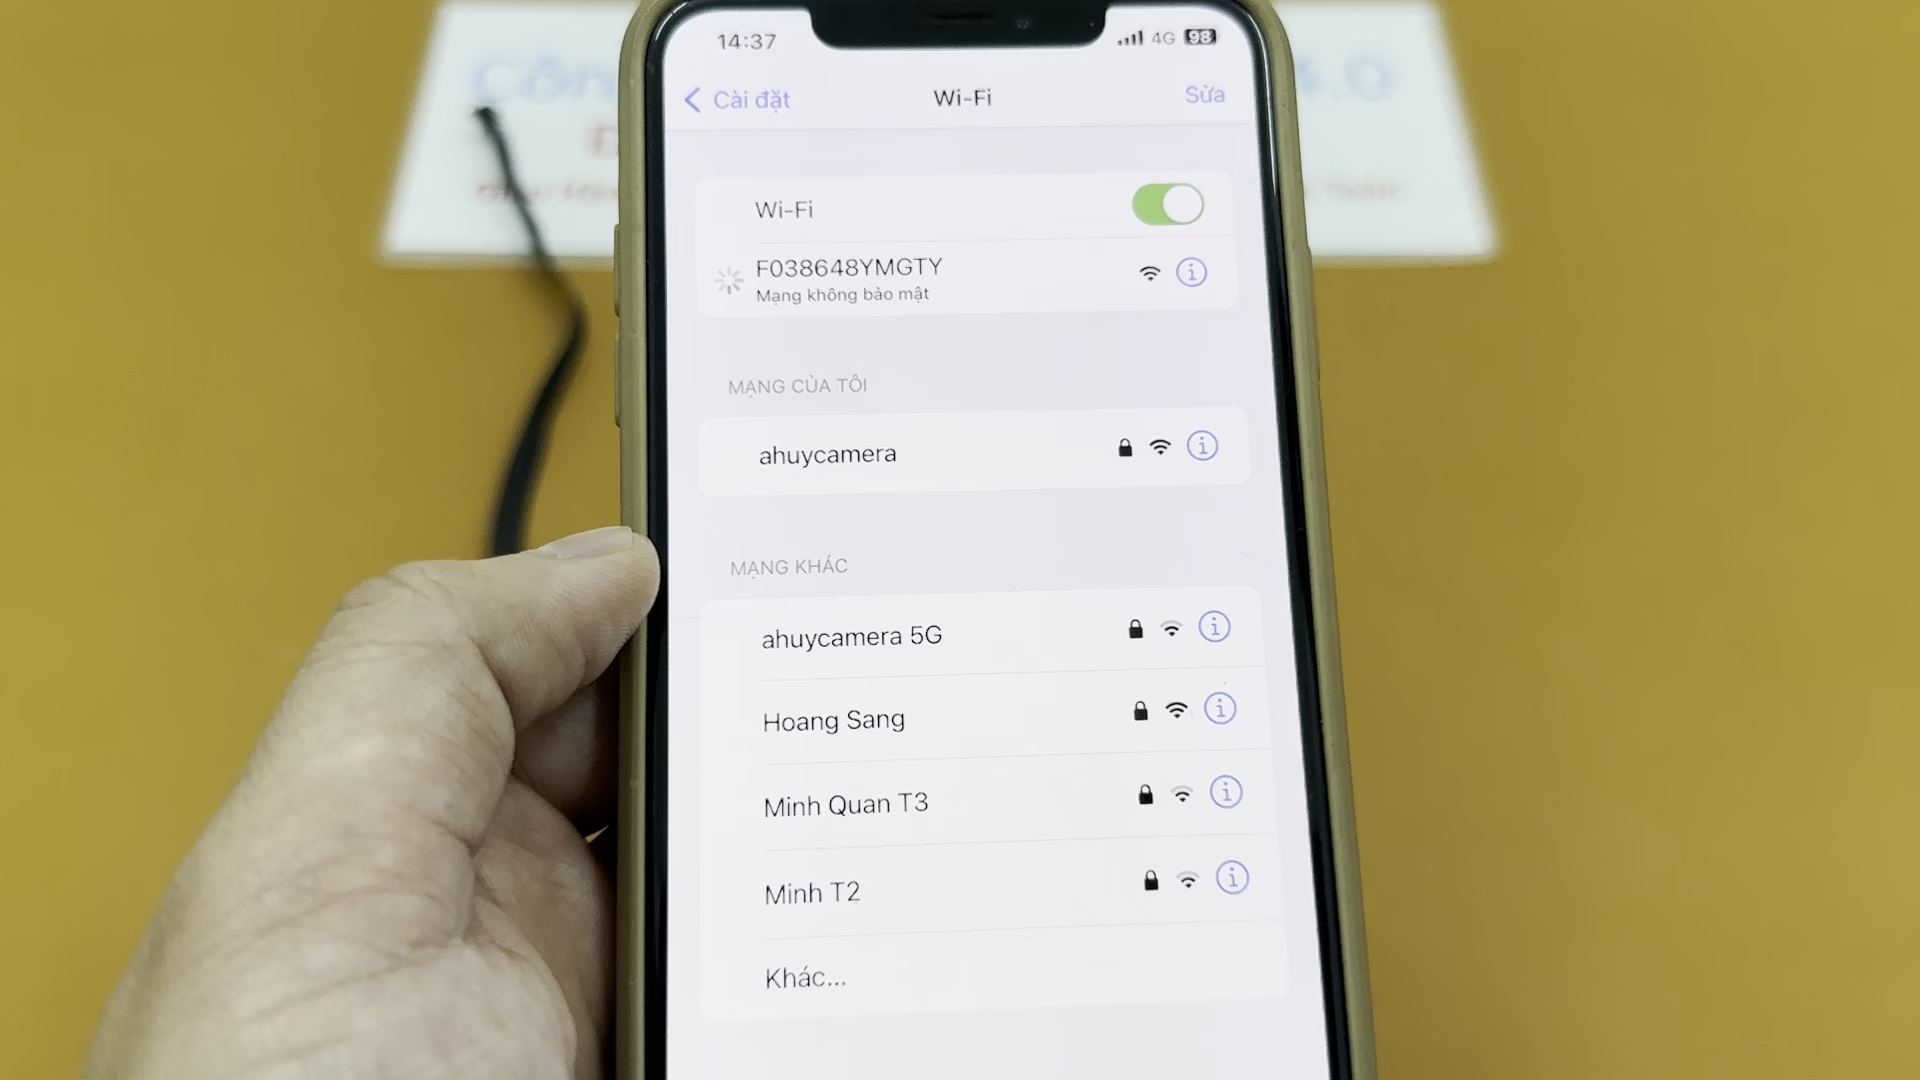 14:37
4G 98
Cài đặt
Wi-Fi
Sửa
Wi-Fi
F038648YMGTY
Mạng không bảo mật
MẠNG CỦA TÔI
ahuycamera
MẠNG KHÁC
ahuycamera 5G
Hoang Sang
Minh Quan T3
Minh T2
Khác...